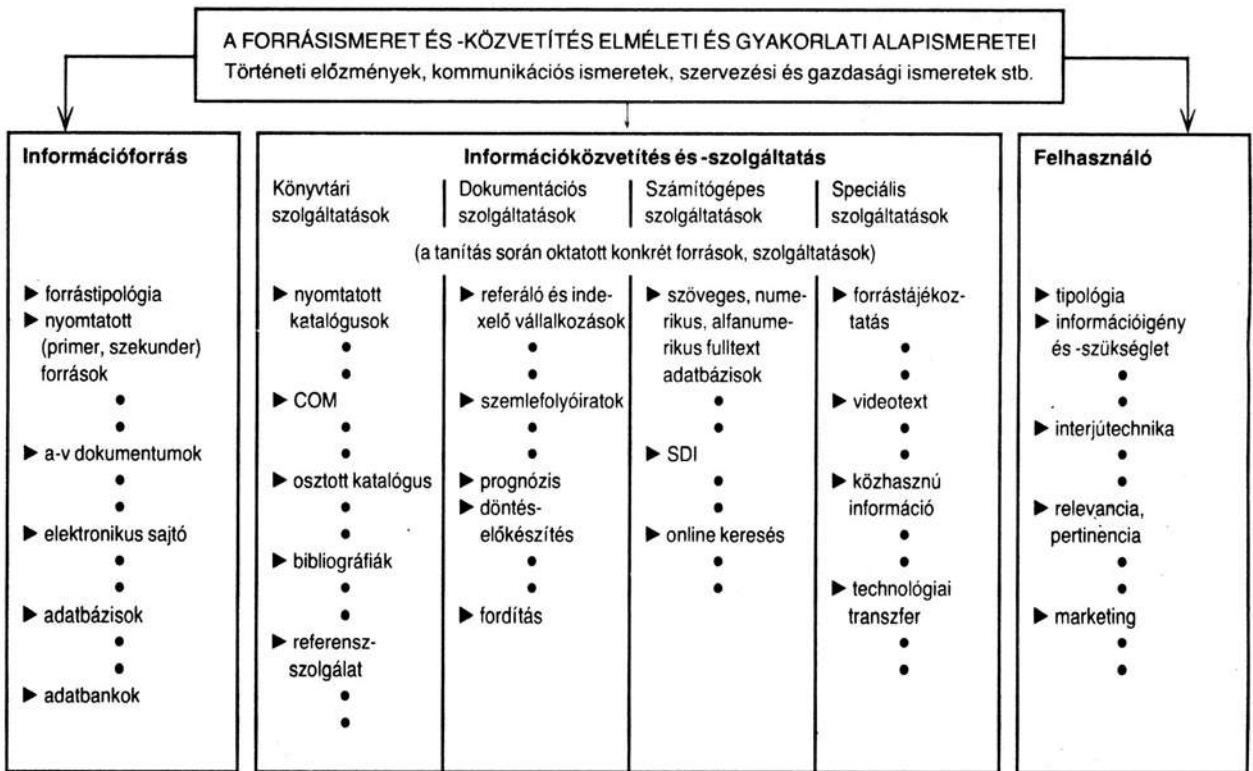 A FORRÁSISMERET ÉS -KÖZVETÍTÉS ELMÉLETI ÉS GYAKORLATI ALAPISMERETEI
Történeti előzmények, kommunikációs ismeretek, szervezési és gazdasági ismeretek stb.
Információforrás
▶ forrástipológia
▶ nyomtatott
(primer, szekunder)
források
•
•
▶ a-v dokumentumok
•
•
▶ elektronikus sajtó
•
•
▶ adatbázisok
•
•
▶ adatbankok
Információközvetítés és -szolgáltatás
Könyvtári
szolgáltatások
Dokumentációs
szolgáltatások
Számítógépes
szolgáltatások
Speciális
szolgáltatások
(a tanítás során oktatott konkrét források, szolgáltatások)
▶ nyomtatott
katalógusok
•
•
▶ COM
•
•
▶ osztott katalógus
•
•
▶ bibliográfiák
•
•
▶ referensz-
szolgálat
•
•
▶ referáló és inde-
xelő vállalkozások
•
•
▶ szemlefolyóiratok
•
•
▶ prognózis
▶ döntés-
előkészítés
•
•
▶ fordítás
▶ szöveges, nume-
rikus, alfanume-
rikus fulltext
adatbázisok
•
•
▶ SDI
•
•
▶ online keresés
•
•
▶ forrástájékoz-
tatás
•
•
▶ videotext
•
•
▶ közhasznú
információ
•
•
▶ technológiai
transzfer
•
•
Felhasználó
▶ tipológia
▶ információigény
és -szükséglet
•
•
▶ interjútechnika
•
•
▶ relevancia,
pertinencia
•
•
▶ marketing
•
•